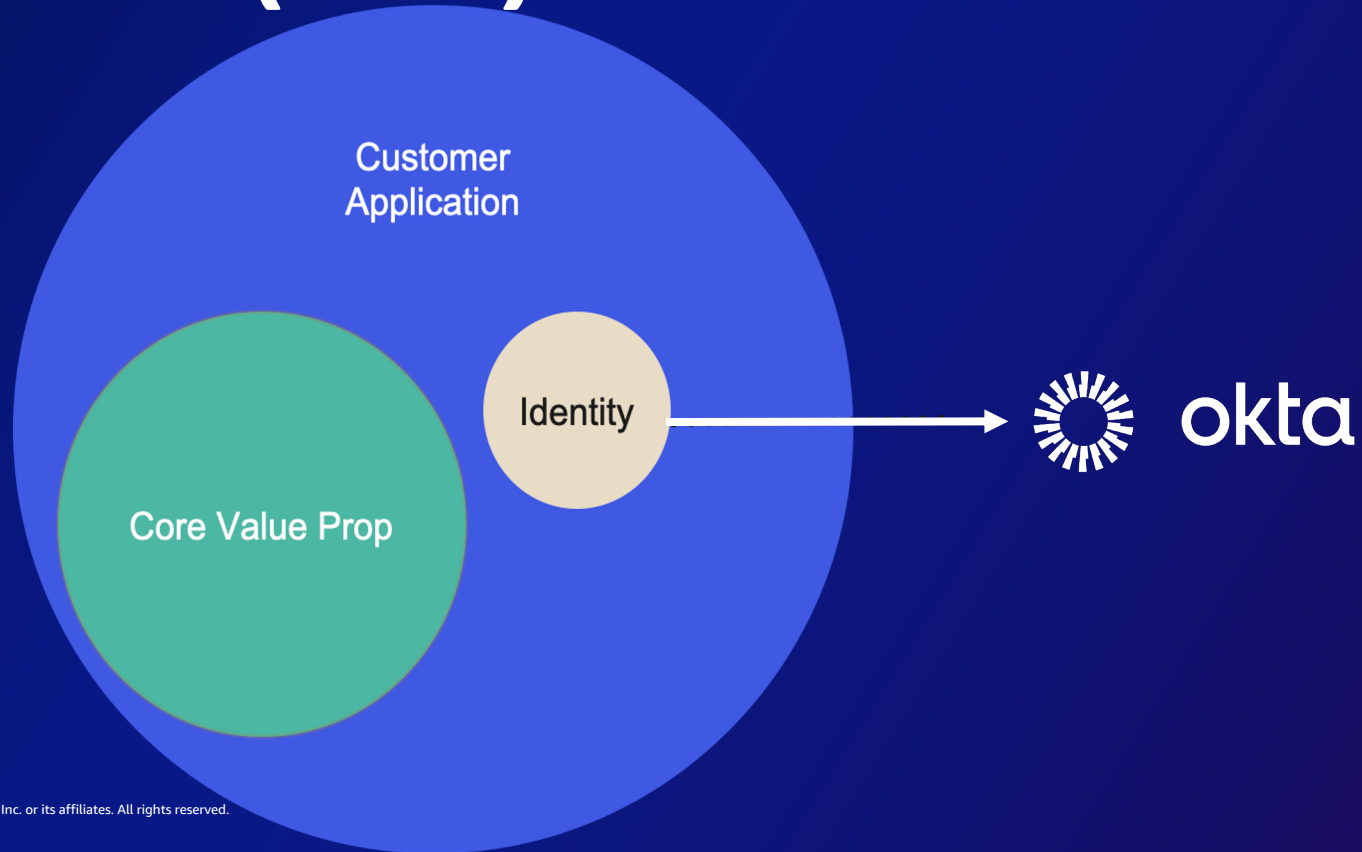 Customer
Application
Identity
okta
Core Value Prop
Inc. or its affiliates. All rights reserved.